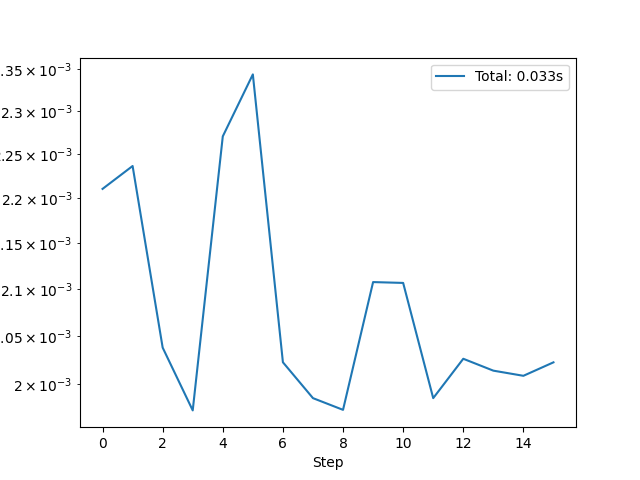 Total: 0.033s
.35 × 10⁻³
2.3 × 10⁻³
.25 × 10⁻³
2.2 × 10⁻³
.15 × 10⁻³
2.1 × 10⁻³
.05 × 10⁻³
2 × 10⁻³
0 2 4 6 8 10 12 14
Step